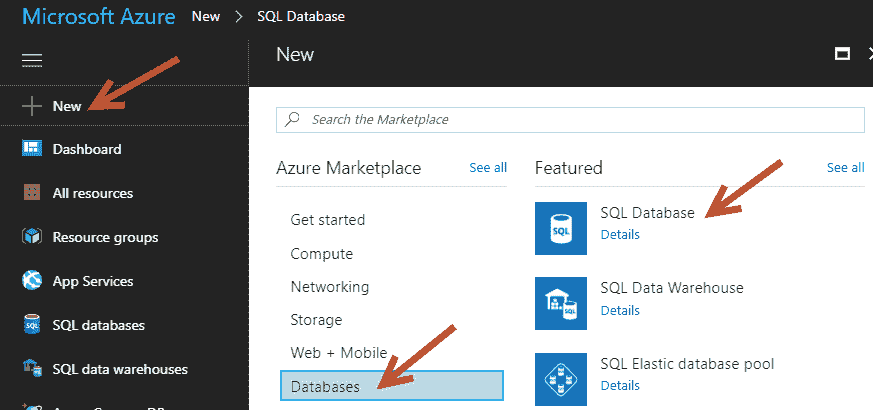 Microsoft Azure New > SQL Database
New
New
Search the Marketplace
Dashboard
All resources
Resource groups
App Services
SQL databases
SQL data warehouses
Azure Marketplace See all
Get started
Compute
Networking
Storage
Web + Mobile
Databases
Featured See all
SQL
SQL Database
Details
SQL Data Warehouse
Details
SQL Elastic database pool
Details